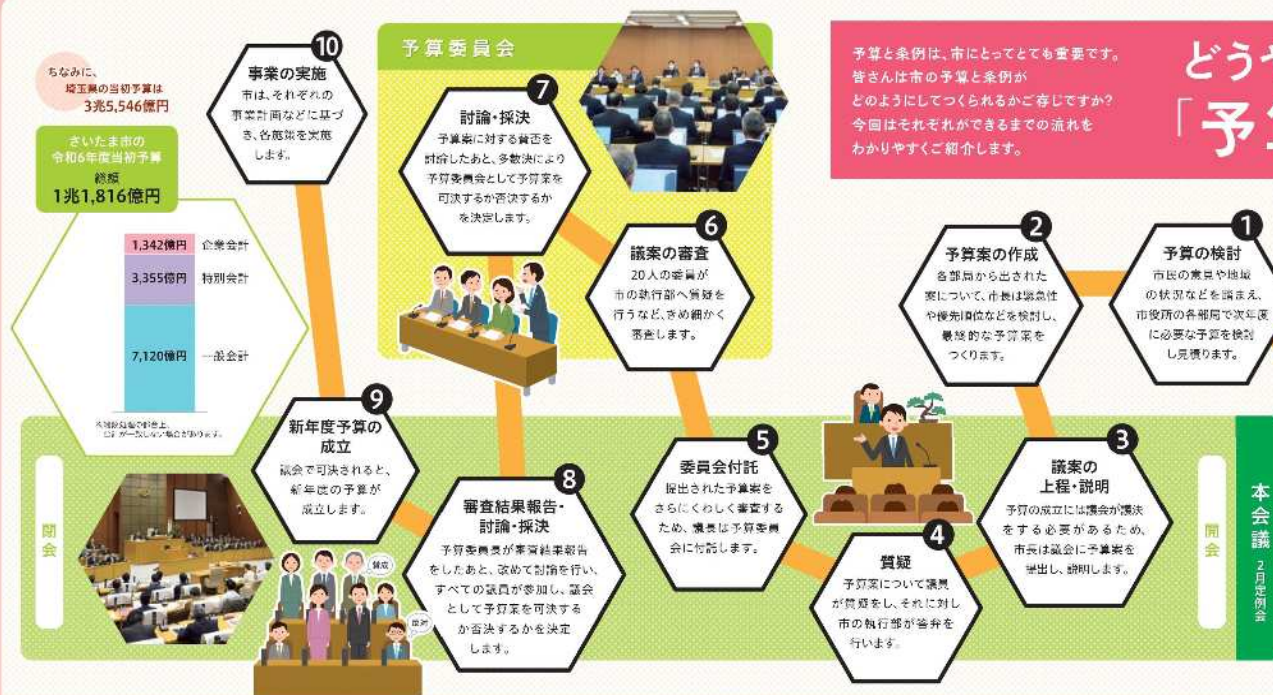 予算と条例は、市にとってとても重要です。
皆さんは市の予算と条例が
どのようにしてつくられるかご存じですか?
今回はそれぞれができるまでの流れを
わかりやすくご紹介します。
どうや
「予算
1
予算の検討
市民の意見や地域
の状況などを踏まえ、
市役所の各部局で次年度
に必要な予算を検討
し見積ります。
2
予算案の作成
各部局から出された
案について、市長は緊急性
や優先順位などを検討し、
最終的な予算案を
つくります。
本会議 2月定例会
開会
3
議案の
上程・説明
予算の成立には議会が議決
をする必要があるため、
市長は議会に予算案を
提出し、説明します。
4
質疑
予算案について議員
が質疑をし、それに対し
市の執行部が答弁を
行います。
5
委員会付託
提出された予算案を
さらにくわしく審査する
ため、議長は予算委員
会に付託します。
予算委員会
6
議案の審査
20人の委員が
市の執行部へ質疑を
行うなど、きめ細かく
審査します。
7
討論・採決
予算案に対する賛否を
討論したあと、多数決により
予算委員会として予算案を
可決するか否決するか
を決定します。
8
審査結果報告・
討論・採決
予算委員長が審査結果報告
をしたあと、改めて討論を行い、
すべての議員が参加し、議会
として予算案を可決する
か否決するかを決定
します。
賛成
反対
9
新年度予算の
成立
議会で可決されると、
新年度の予算が
成立します。
閉会
10
事業の実施
市は、それぞれの
事業計画などに基づ
き、各施策を実施
します。
ちなみに、
埼玉県の当初予算は
3兆5,546億円
さいたま市の
令和6年度当初予算
総額
1兆1,816億円
1,342億円 企業会計
3,355億円 特別会計
7,120億円 一般会計
※端数処理の都合上、
合計が一致しない場合があります。